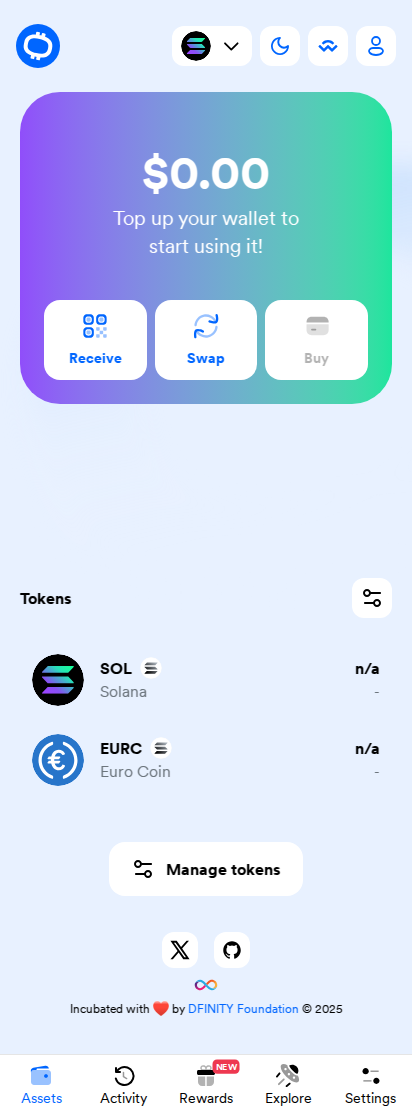 $0.00
Top up your wallet to
start using it!
Receive
Swap
Buy
Tokens
SOL
n/a
Solana
-
EURC
n/a
Euro Coin
-
Manage tokens
Incubated with ❤️ by DFINITY Foundation © 2025
NEW
Assets
Activity
Rewards
Explore
Settings